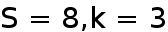 S = 8,k = 3